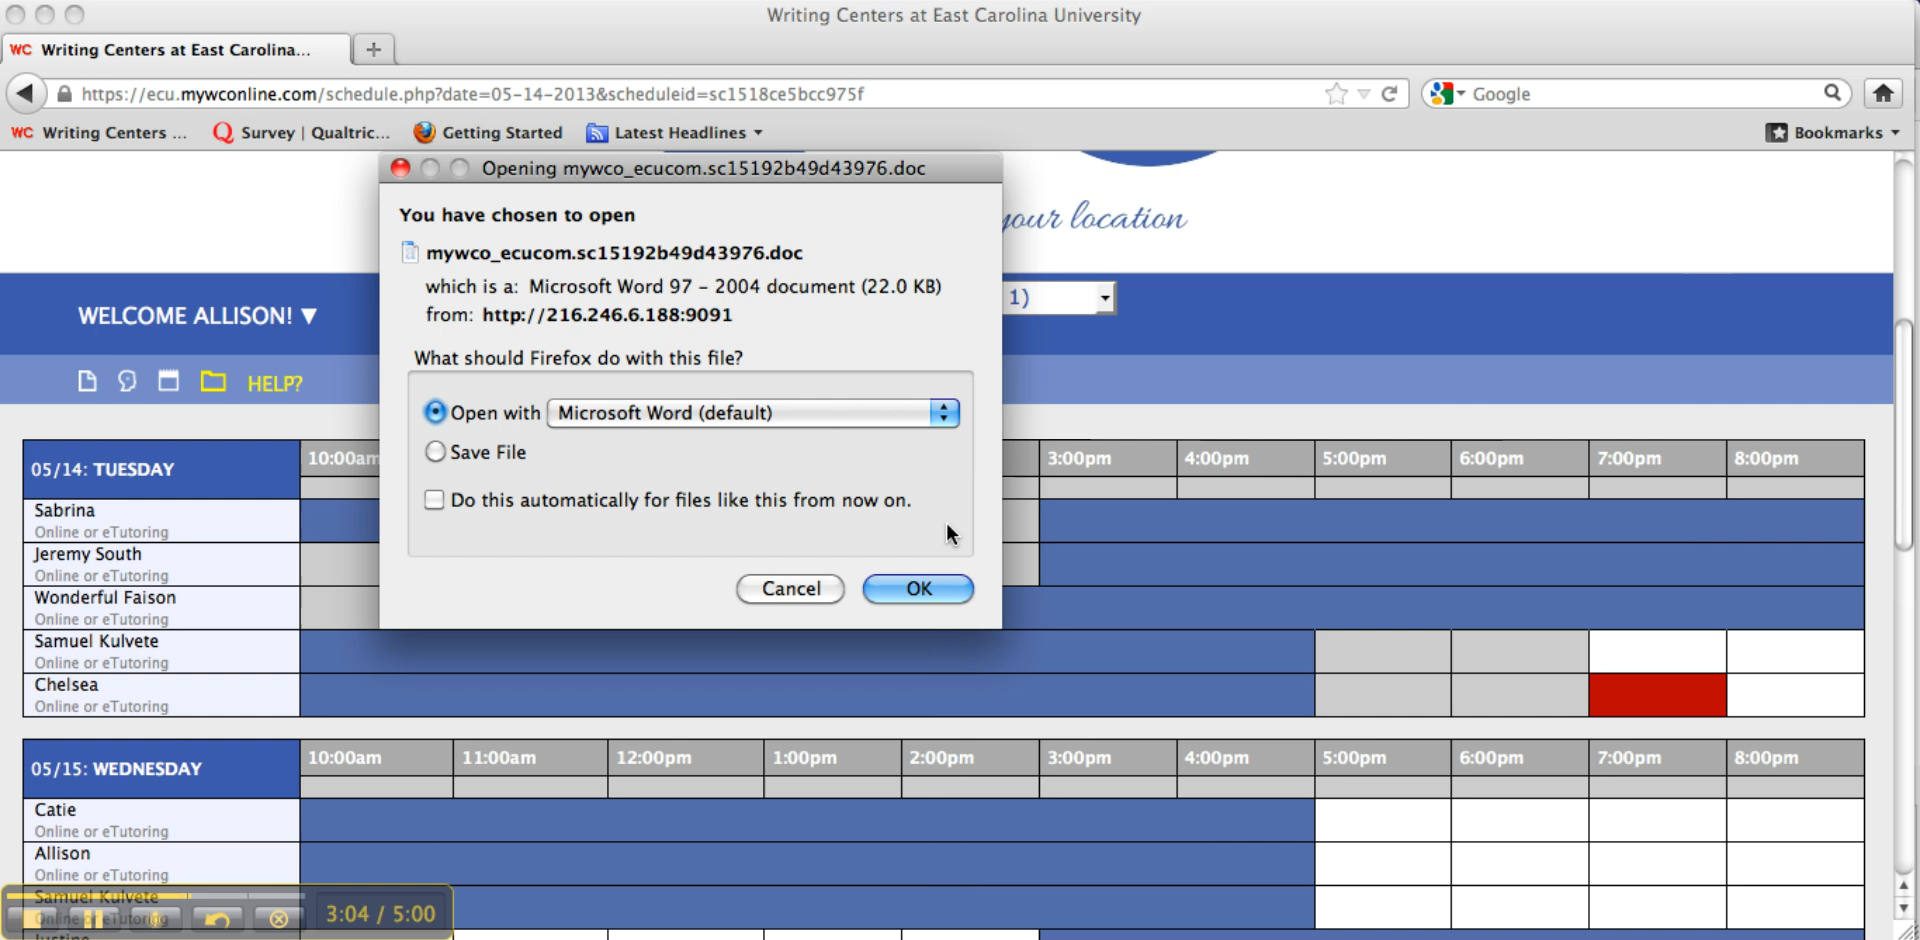 Writing Centers at East Carolina University
WC Writing Centers at East Carolina...
https://ecu.mywconline.com/schedule.php?date=05-14-2013&scheduleid=sc1518ce5bcc975f
Google
WC Writing Centers ...
Survey | Qualtric...
Getting Started
Latest Headlines
Bookmarks
Opening mywco_ecucom.sc15192b49d43976.doc
You have chosen to open
mywco_ecucom.sc15192b49d43976.doc
which is a: Microsoft Word 97 – 2004 document (22.0 KB)
from: http://216.246.6.188:9091
What should Firefox do with this file?
Open with Microsoft Word (default)
Save File
Do this automatically for files like this from now on.
Cancel OK
your location
1)
WELCOME ALLISON! ▼
HELP?
05/14: TUESDAY
10:00am 3:00pm 4:00pm 5:00pm 6:00pm 7:00pm 8:00pm
Sabrina
Online or eTutoring
Jeremy South
Online or eTutoring
Wonderful Faison
Online or eTutoring
Samuel Kulvete
Online or eTutoring
Chelsea
Online or eTutoring
05/15: WEDNESDAY
10:00am 11:00am 12:00pm 1:00pm 2:00pm 3:00pm 4:00pm 5:00pm 6:00pm 7:00pm 8:00pm
Catie
Online or eTutoring
Allison
Online or eTutoring
Samuel Kulvete
Online or eTutoring
3:04 / 5:00